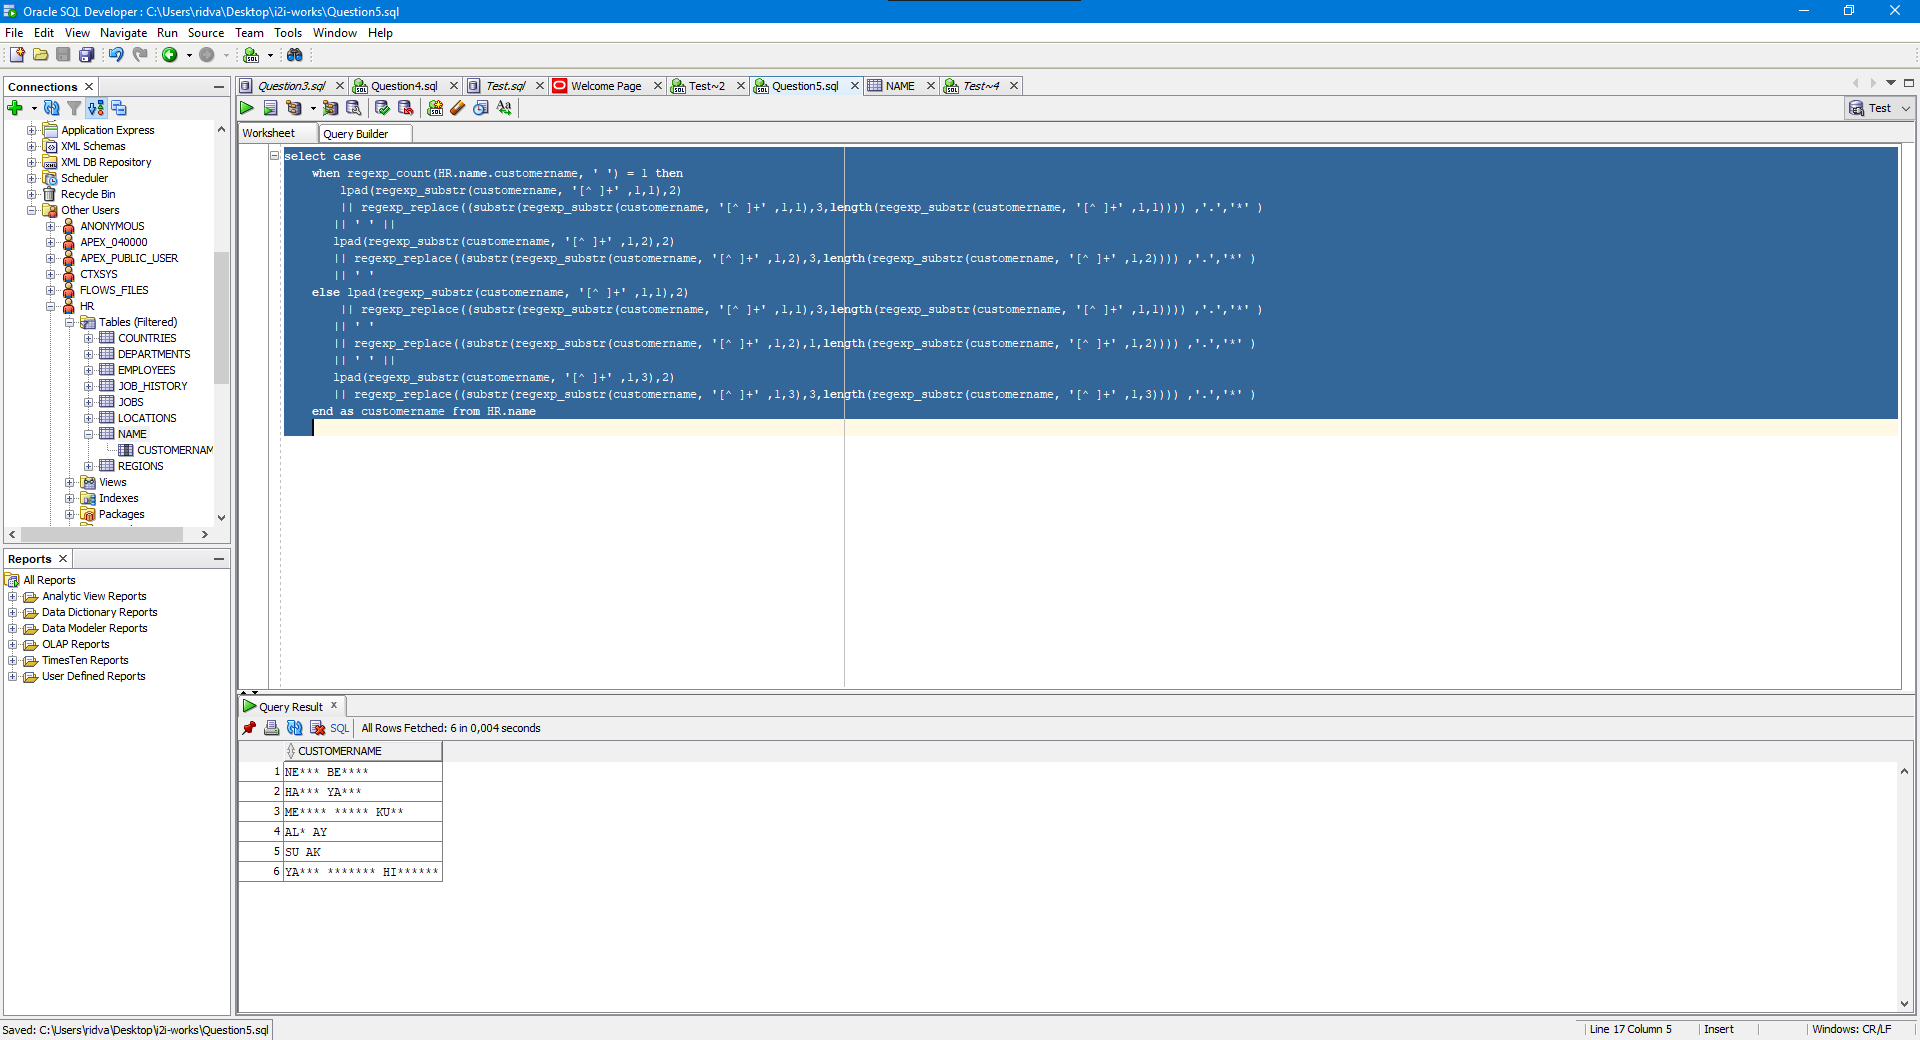 Oracle SQL Developer : C:\Users\ridva\Desktop\i2i-works\Question5.sql
File Edit View Navigate Run Source Team Tools Window Help
Connections
Question3.sql Question4.sql Test.sql Welcome Page Test~2 Question5.sql NAME Test~4
Test
Worksheet Query Builder
Application Express
XML Schemas
XML DB Repository
Scheduler
Recycle Bin
Other Users
ANONYMOUS
APEX_040000
APEX_PUBLIC_USER
CTXSYS
FLOWS_FILES
HR
Tables (Filtered)
COUNTRIES
DEPARTMENTS
EMPLOYEES
JOB_HISTORY
JOBS
LOCATIONS
NAME
CUSTOMERNAM
REGIONS
Views
Indexes
Packages
select case
when regexp_count(HR.name.customername, ' ') = 1 then
lpad(regexp_substr(customername, '[^ ]+' ,1,1),2)
|| regexp_replace((substr(regexp_substr(customername, '[^ ]+' ,1,1),3,length(regexp_substr(customername, '[^ ]+' ,1,1)))) ,'.','*' )
|| ' ' ||
lpad(regexp_substr(customername, '[^ ]+' ,1,2),2)
|| regexp_replace((substr(regexp_substr(customername, '[^ ]+' ,1,2),3,length(regexp_substr(customername, '[^ ]+' ,1,2)))) ,'.','*' )
|| ' '
else lpad(regexp_substr(customername, '[^ ]+' ,1,1),2)
|| regexp_replace((substr(regexp_substr(customername, '[^ ]+' ,1,1),3,length(regexp_substr(customername, '[^ ]+' ,1,1)))) ,'.','*' )
|| ' '
|| regexp_replace((substr(regexp_substr(customername, '[^ ]+' ,1,2),1,length(regexp_substr(customername, '[^ ]+' ,1,2)))) ,'.','*' )
|| ' ' ||
lpad(regexp_substr(customername, '[^ ]+' ,1,3),2)
|| regexp_replace((substr(regexp_substr(customername, '[^ ]+' ,1,3),3,length(regexp_substr(customername, '[^ ]+' ,1,3)))) ,'.','*' )
end as customername from HR.name
Reports
All Reports
Analytic View Reports
Data Dictionary Reports
Data Modeler Reports
OLAP Reports
TimesTen Reports
User Defined Reports
Query Result
SQL All Rows Fetched: 6 in 0,004 seconds
CUSTOMERNAME
1 NE*** BE****
2 HA*** YA***
3 ME**** ***** KU**
4 AL* AY
5 SU AK
6 YA*** ******* HI******
Saved: C:\Users\ridva\Desktop\i2i-works\Question5.sql
Line 17 Column 5 Insert Windows: CR/LF